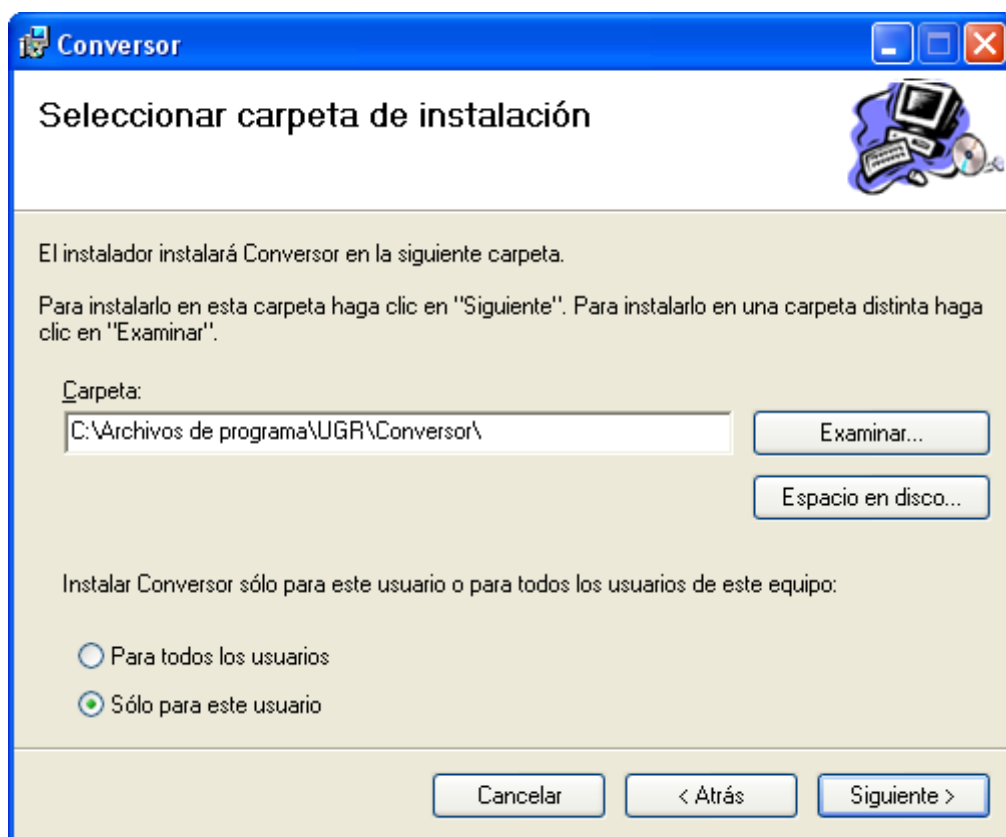 Conversor
Seleccionar carpeta de instalación
El instalador instalará Conversor en la siguiente carpeta.
Para instalarlo en esta carpeta haga clic en "Siguiente". Para instalarlo en una carpeta distinta haga
clic en "Examinar".
Carpeta:
C:\Archivos de programa\UGR\Conversor\
Examinar...
Espacio en disco...
Instalar Conversor sólo para este usuario o para todos los usuarios de este equipo:
Para todos los usuarios
Sólo para este usuario
Cancelar
< Atrás
Siguiente >